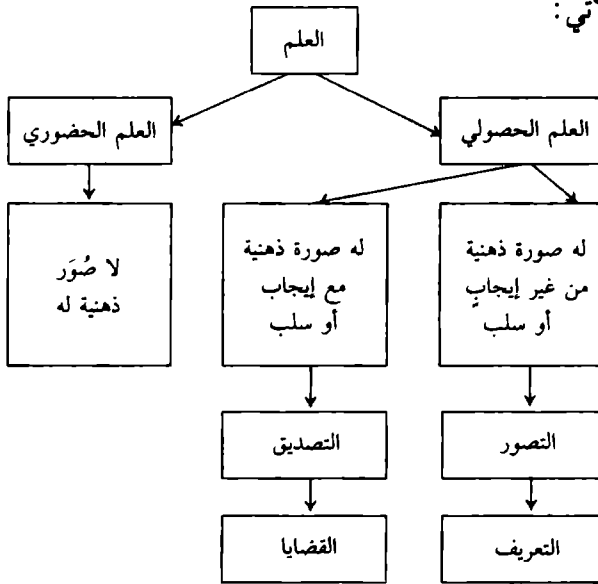 تي :
العلم
العلم الحصولي
العلم الحضوري
له صورة ذهنية
من غير إيجابٍ
أو سلب
له صورة ذهنية
مع إيجاب
أو سلب
لا صُوَر
ذهنية له
التصور
التصديق
التعريف
القضايا